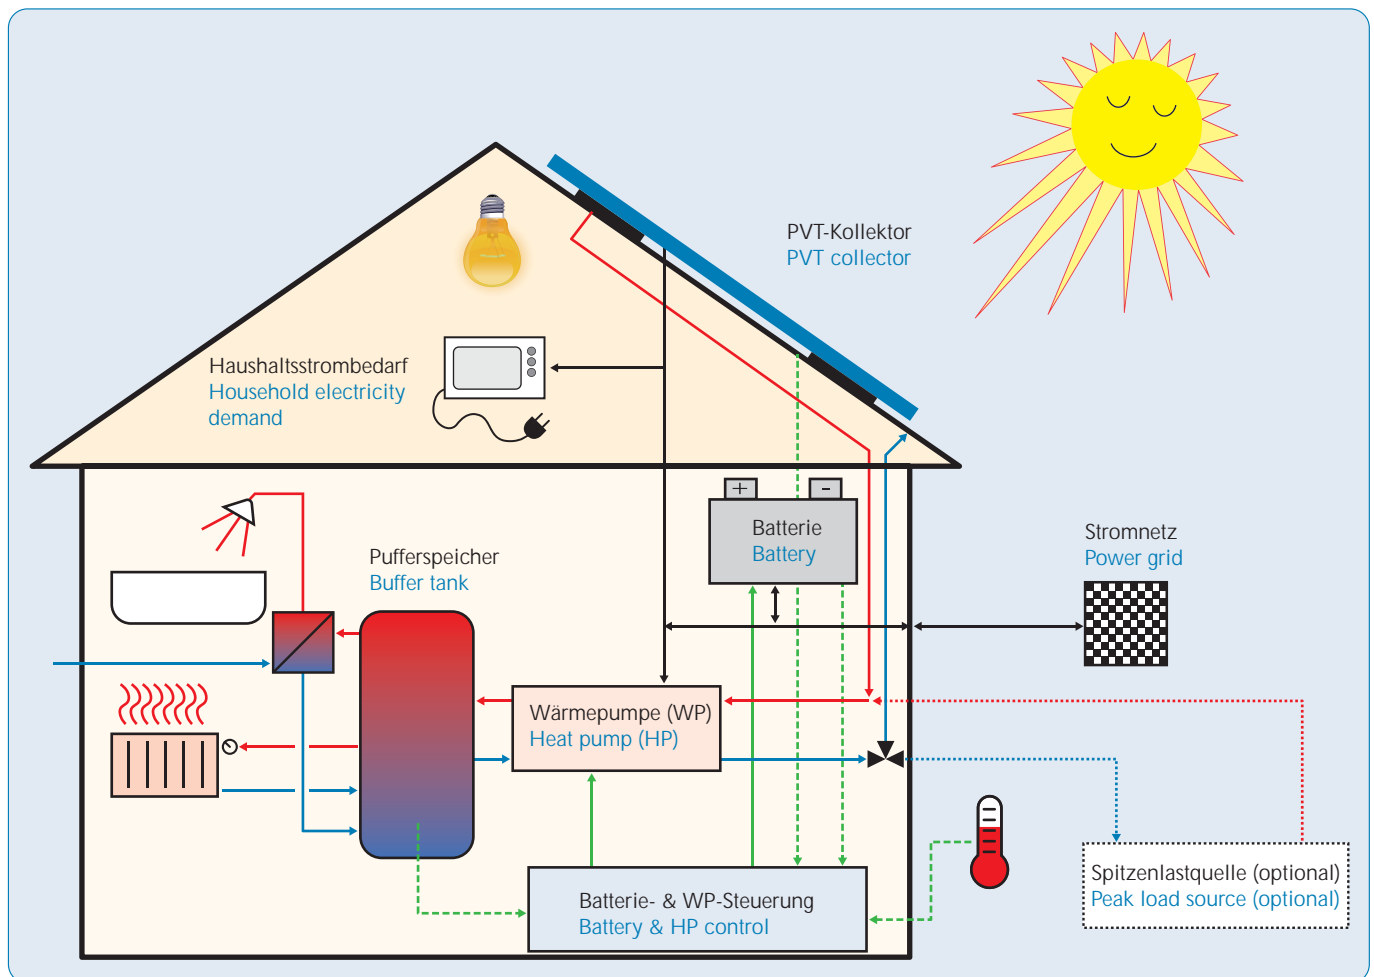 PVT-Kollektor
PVT collector
Haushaltsstrombedarf
Household electricity
demand
+ -
Batterie
Battery
Stromnetz
Power grid
Pufferspeicher
Buffer tank
Wärmepumpe (WP)
Heat pump (HP)
Spitzenlastquelle (optional)
Peak load source (optional)
Batterie- & WP-Steuerung
Battery & HP control